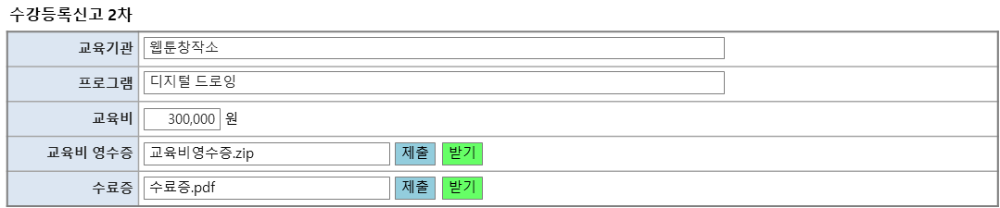 수강등록신고 2차
교육기관 웹툰창작소
프로그램 디지털 드로잉
교육비 300,000 원
교육비 영수증 교육비영수증.zip 제출 받기
수료증 수료증.pdf 제출 받기